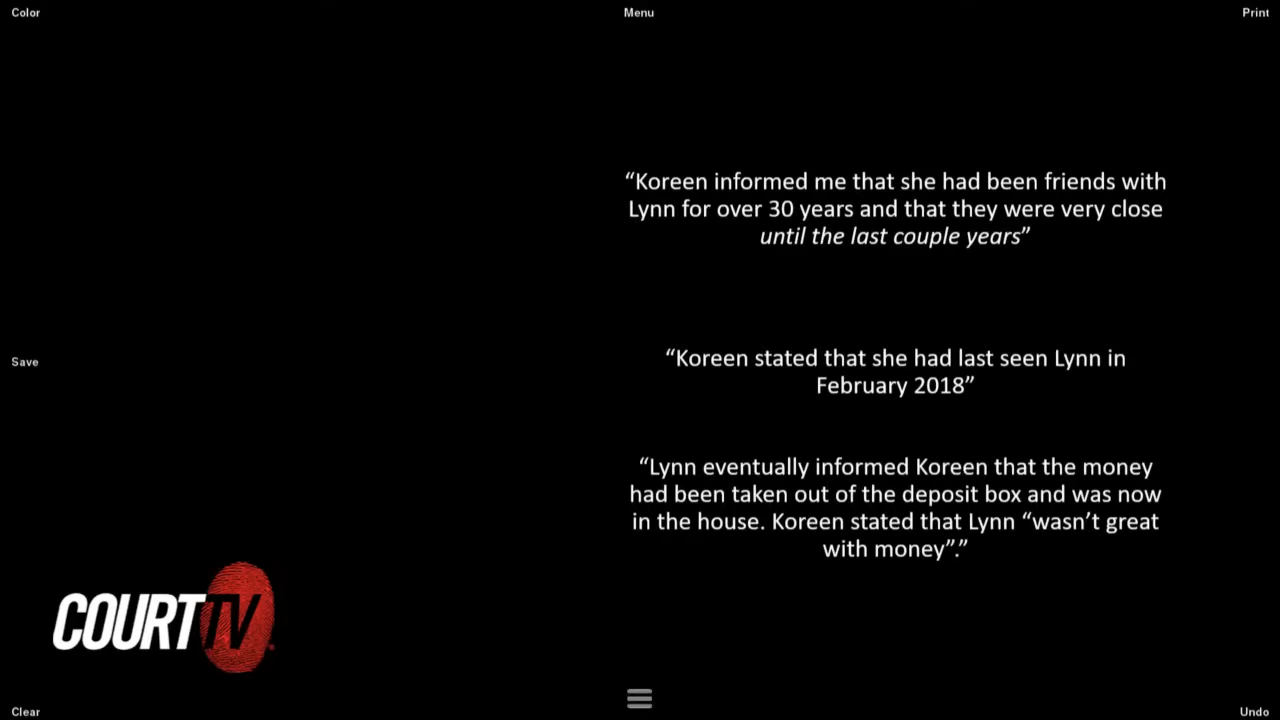 Color
Menu
Print
“Koreen informed me that she had been friends with
Lynn for over 30 years and that they were very close
until the last couple years”
Save
“Koreen stated that she had last seen Lynn in
February 2018”
“Lynn eventually informed Koreen that the money
had been taken out of the deposit box and was now
in the house. Koreen stated that Lynn “wasn’t great
with money”.”
COURT TV
Clear
Undo